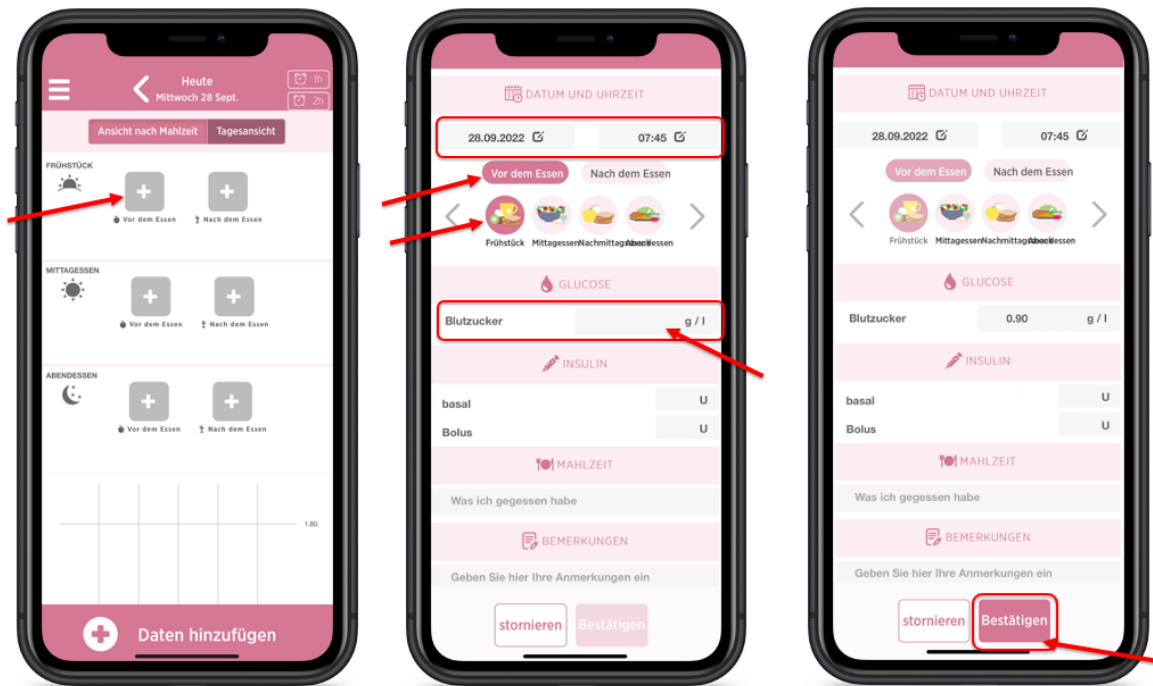 Heute
Mittwoch 28 Sept.
1h
2h
Ansicht nach Mahlzeit Tagesansicht
FRÜHSTÜCK
Vor dem Essen Nach dem Essen
MITTAGESSEN
Vor dem Essen Nach dem Essen
ABENDESSEN
Vor dem Essen Nach dem Essen
1.80
Daten hinzufügen
DATUM UND UHRZEIT
28.09.2022 07:45
Vor dem Essen Nach dem Essen
Frühstück Mittagessen Nachmittagssnack Abendessen
GLUCOSE
Blutzucker g / l
INSULIN
basal U
Bolus U
MAHLZEIT
Was ich gegessen habe
BEMERKUNGEN
Geben Sie hier Ihre Anmerkungen ein
stornieren Bestätigen
DATUM UND UHRZEIT
28.09.2022 07:45
Vor dem Essen Nach dem Essen
Frühstück Mittagessen Nachmittagssnack Abendessen
GLUCOSE
Blutzucker 0.90 g / l
INSULIN
basal U
Bolus U
MAHLZEIT
Was ich gegessen habe
BEMERKUNGEN
Geben Sie hier Ihre Anmerkungen ein
stornieren Bestätigen